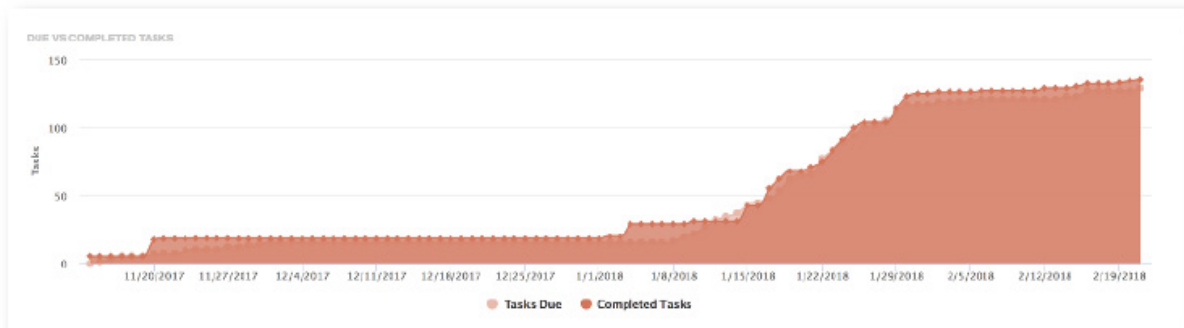 DUE VS COMPLETED TASKS
150
100
50
0
Tasks
11/20/2017 11/27/2017 12/4/2017 12/11/2017 12/18/2017 12/25/2017 1/1/2018 1/8/2018 1/15/2018 1/22/2018 1/29/2018 2/5/2018 2/12/2018 2/19/2018
Tasks Due Completed Tasks